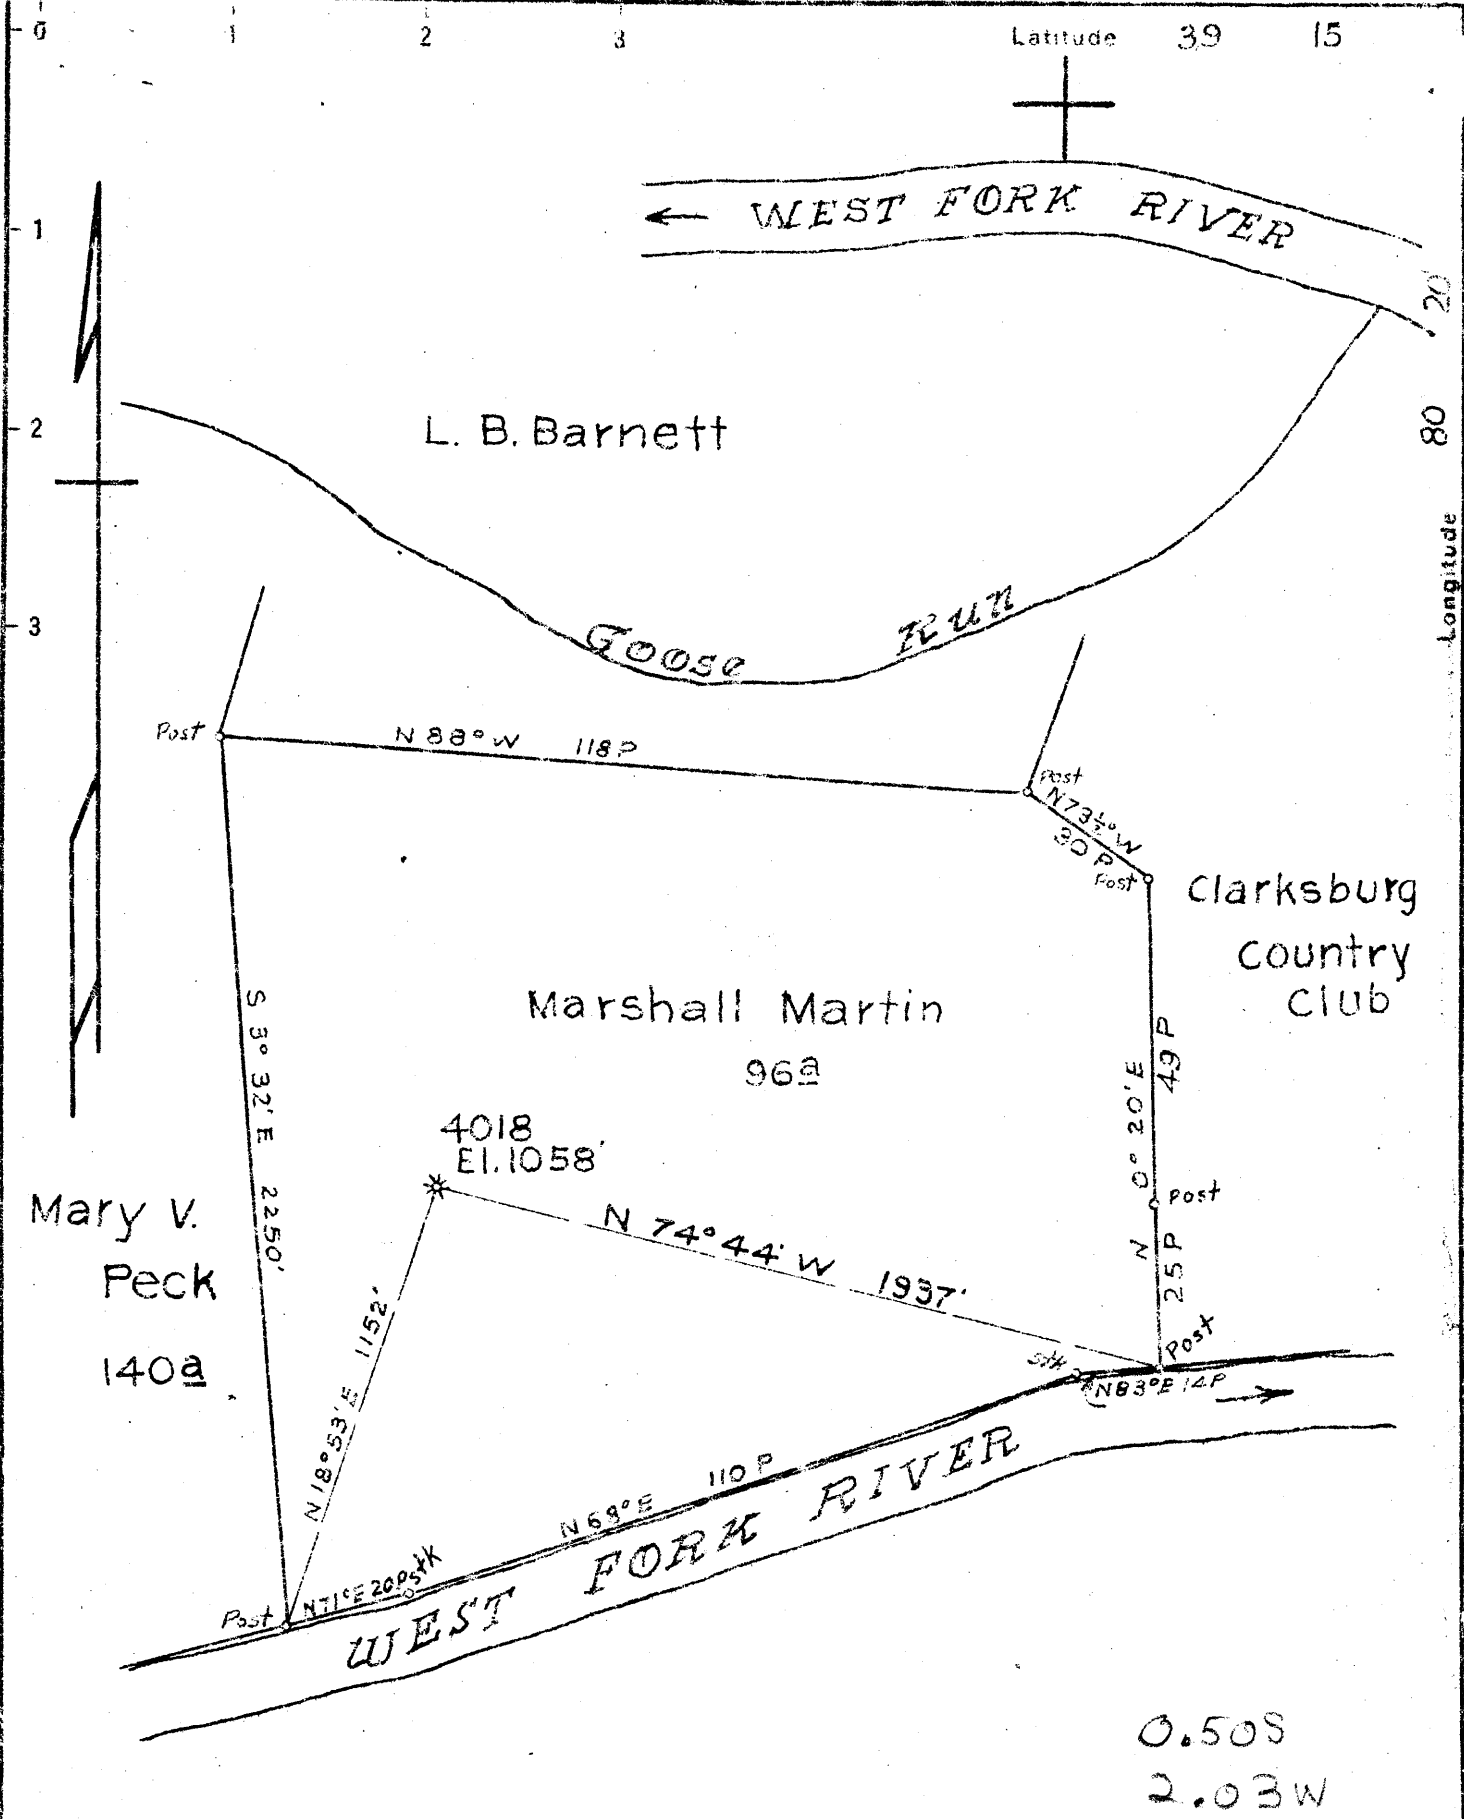 0 1 2 3 Latitude 39 15
1
2
3
20'
80
Longitude
WEST FORK RIVER
L. B. Barnett
Goose Run
Post N 88° W 118 P
Post
N 73½° W
30 P
Post
Clarksburg
Country
Club
Marshall Martin
96a
S 3° 32' E 2250'
N 0° 20' E
49 P
Post
25 P
Post
4018
El. 1058'
Mary V.
Peck
140a
N 74° 44' W 1937'
N 18° 53' E 1152'
Stk
N 83° E 14 P
N 68° E 110 P
Post N 71° E 20 P Stk
WEST FORK RIVER
0.50S
2.03W